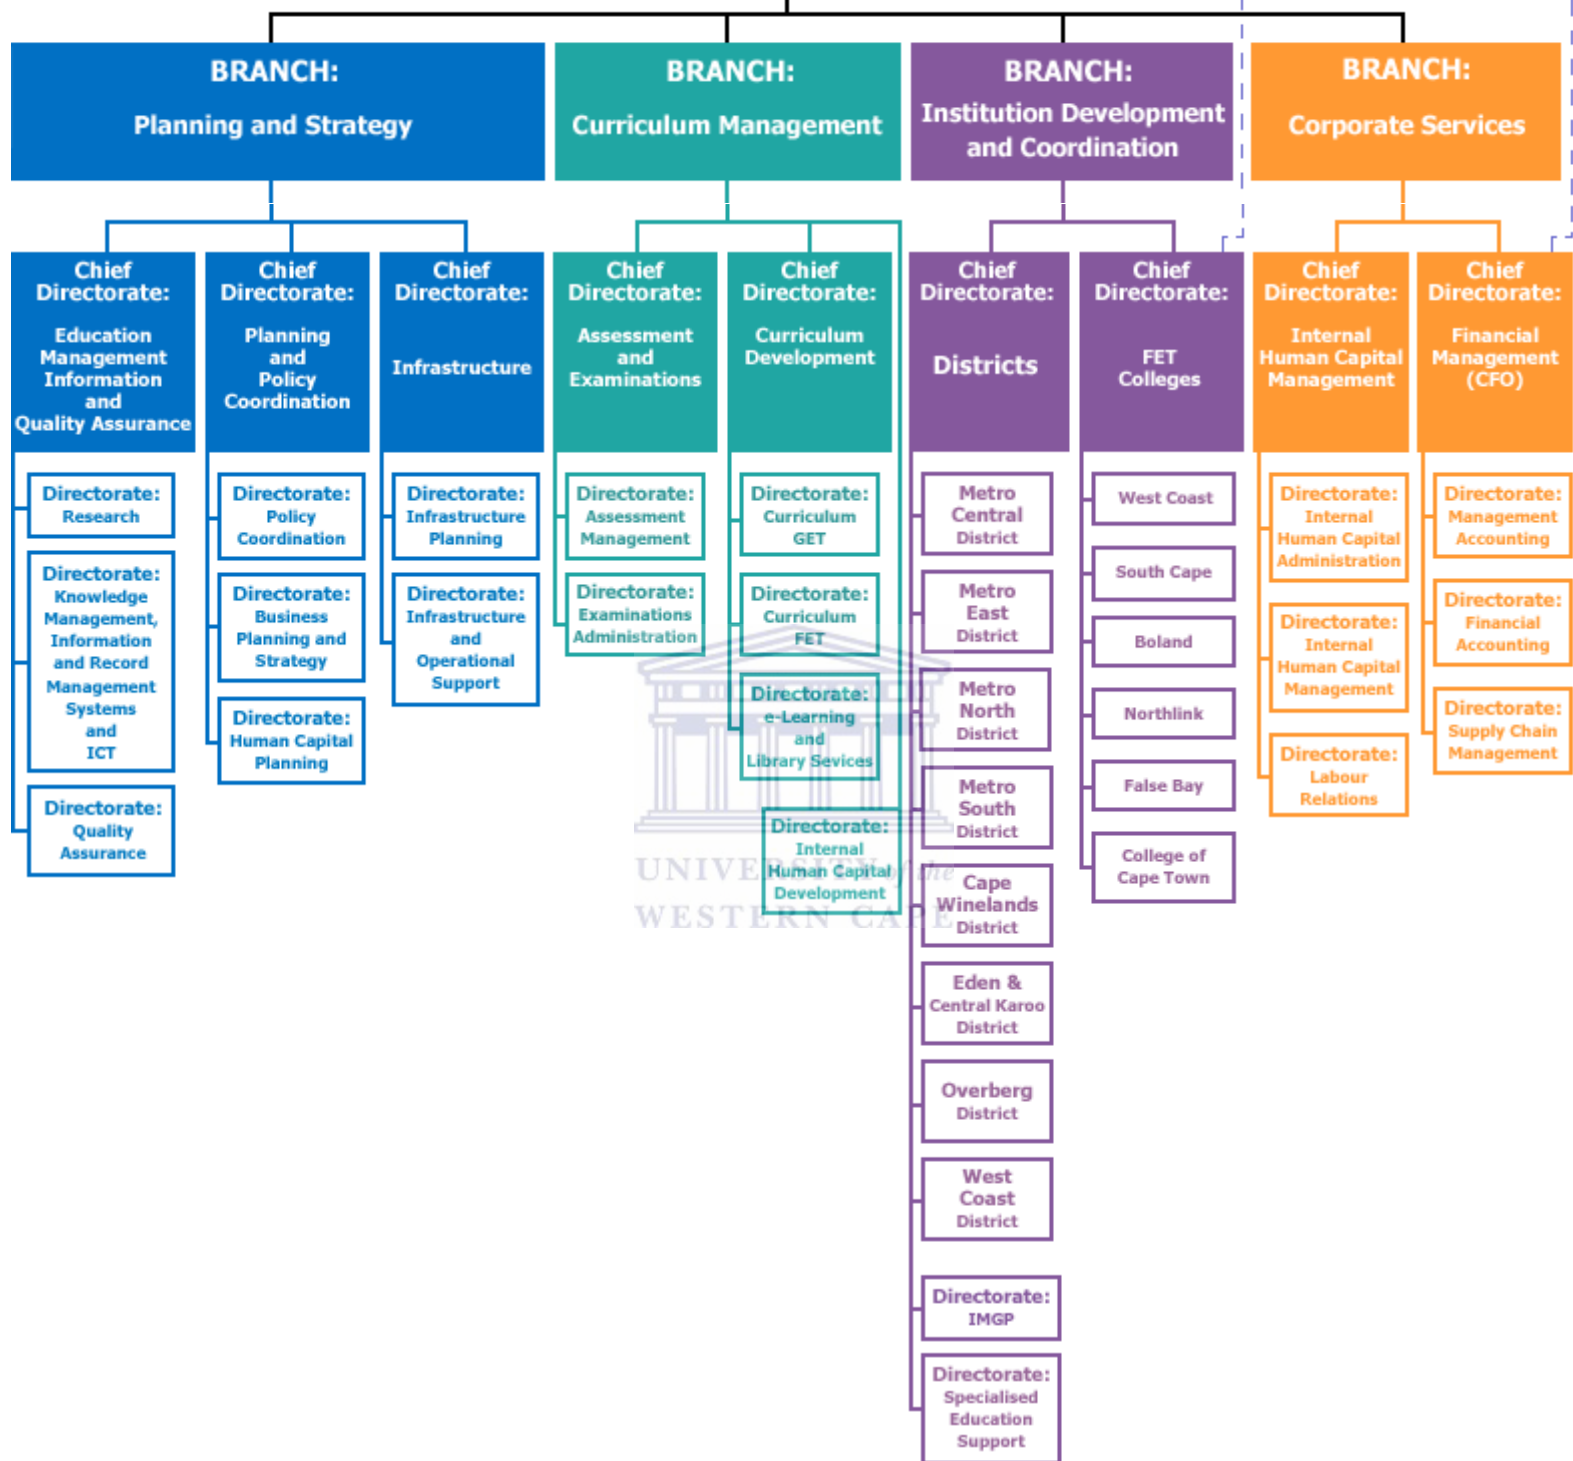 BRANCH:
Planning and Strategy
BRANCH:
Curriculum Management
BRANCH:
Institution Development
and Coordination
BRANCH:
Corporate Services
Chief
Directorate:
Education
Management
Information
and
Quality Assurance
Directorate:
Research
Directorate:
Knowledge
Management,
Information
and Record
Management
Systems
and
ICT
Directorate:
Quality
Assurance
Chief
Directorate:
Planning
and
Policy
Coordination
Directorate:
Policy
Coordination
Directorate:
Business
Planning and
Strategy
Directorate:
Human Capital
Planning
Chief
Directorate:
Infrastructure
Directorate:
Infrastructure
Planning
Directorate:
Infrastructure
and
Operational
Support
Chief
Directorate:
Assessment
and
Examinations
Directorate:
Assessment
Management
Directorate:
Examinations
Administration
Chief
Directorate:
Curriculum
Development
Directorate:
Curriculum
GET
Directorate:
Curriculum
FET
Directorate:
e-Learning
and
Library Sevices
Directorate:
Internal
Human Capital
Development
Chief
Directorate:
Districts
Metro
Central
District
Metro
East
District
Metro
North
District
Metro
South
District
Cape
Winelands
District
Eden &
Central Karoo
District
Overberg
District
West
Coast
District
Directorate:
IMGP
Directorate:
Specialised
Education
Support
Chief
Directorate:
FET
Colleges
West Coast
South Cape
Boland
Northlink
False Bay
College of
Cape Town
Chief
Directorate:
Internal
Human Capital
Management
Directorate:
Internal
Human Capital
Administration
Directorate:
Internal
Human Capital
Management
Directorate:
Labour
Relations
Chief
Directorate:
Financial
Management
(CFO)
Directorate:
Management
Accounting
Directorate:
Financial
Accounting
Directorate:
Supply Chain
Management
UNIVERSITY of the
WESTERN CAPE